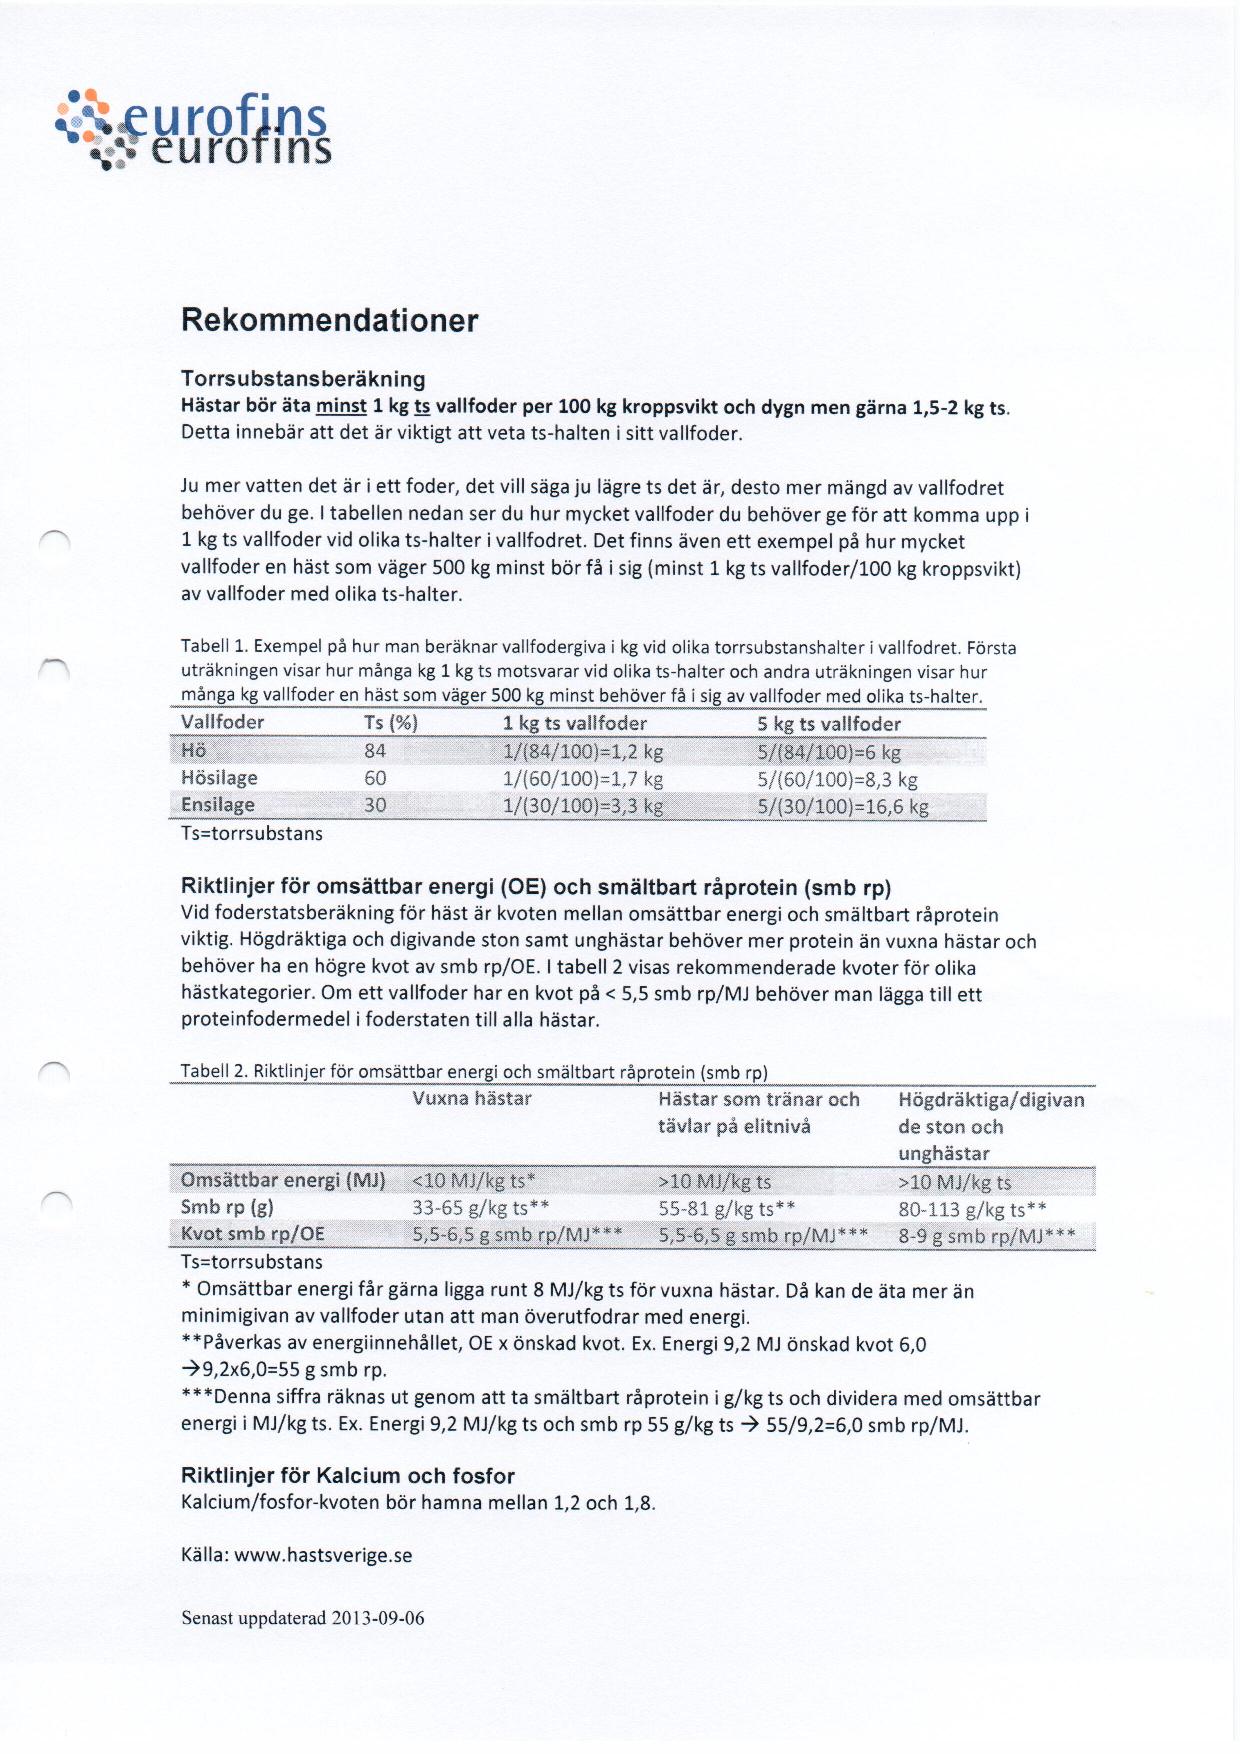 eurofins
eurofins
Rekommendationer
Torrsubstansberäkning
Hästar bör äta minst 1 kg ts vallfoder per 100 kg kroppsvikt och dygn men gärna 1,5-2 kg ts.
Detta innebär att det är viktigt att veta ts-halten i sitt vallfoder.
Ju mer vatten det är i ett foder, det vill säga ju lägre ts det är, desto mer mängd av vallfodret
behöver du ge. I tabellen nedan ser du hur mycket vallfoder du behöver ge för att komma upp i
1 kg ts vallfoder vid olika ts-halter i vallfodret. Det finns även ett exempel på hur mycket
vallfoder en häst som väger 500 kg minst bör få i sig (minst 1 kg ts vallfoder/100 kg kroppsvikt)
av vallfoder med olika ts-halter.
Tabell 1. Exempel på hur man beräknar vallfodergiva i kg vid olika torrsubstanshalter i vallfodret. Första
uträkningen visar hur många kg 1 kg ts motsvarar vid olika ts-halter och andra uträkningen visar hur
många kg vallfoder en häst som väger 500 kg minst behöver få i sig av vallfoder med olika ts-halter.
Vallfoder Ts (%) 1 kg ts vallfoder 5 kg ts vallfoder
Hö 84 1/(84/100)=1,2 kg 5/(84/100)=6 kg
Hösilage 60 1/(60/100)=1,7 kg 5/(60/100)=8,3 kg
Ensilage 30 1/(30/100)=3,3 kg 5/(30/100)=16,6 kg
Ts=torrsubstans
Riktlinjer för omsättbar energi (OE) och smältbart råprotein (smb rp)
Vid foderstatsberäkning för häst är kvoten mellan omsättbar energi och smältbart råprotein
viktig. Högdräktiga och digivande ston samt unghästar behöver mer protein än vuxna hästar och
behöver ha en högre kvot av smb rp/OE. I tabell 2 visas rekommenderade kvoter för olika
hästkategorier. Om ett vallfoder har en kvot på < 5,5 smb rp/MJ behöver man lägga till ett
proteinfodermedel i foderstaten till alla hästar.
Tabell 2. Riktlinjer för omsättbar energi och smältbart råprotein (smb rp)
Vuxna hästar Hästar som tränar och Högdräktiga/digivan
tävlar på elitnivå de ston och
unghästar
Omsättbar energi (MJ) <10 MJ/kg ts* >10 MJ/kg ts >10 MJ/kg ts
Smb rp (g) 33-65 g/kg ts** 55-81 g/kg ts** 80-113 g/kg ts**
Kvot smb rp/OE 5,5-6,5 g smb rp/MJ*** 5,5-6,5 g smb rp/MJ*** 8-9 g smb rp/MJ***
Ts=torrsubstans
* Omsättbar energi får gärna ligga runt 8 MJ/kg ts för vuxna hästar. Då kan de äta mer än
minimigivan av vallfoder utan att man överutfodrar med energi.
**Påverkas av energiinnehållet, OE x önskad kvot. Ex. Energi 9,2 MJ önskad kvot 6,0
→9,2x6,0=55 g smb rp.
***Denna siffra räknas ut genom att ta smältbart råprotein i g/kg ts och dividera med omsättbar
energi i MJ/kg ts. Ex. Energi 9,2 MJ/kg ts och smb rp 55 g/kg ts → 55/9,2=6,0 smb rp/MJ.
Riktlinjer för Kalcium och fosfor
Kalcium/fosfor-kvoten bör hamna mellan 1,2 och 1,8.
Källa: www.hastsverige.se
Senast uppdaterad 2013-09-06